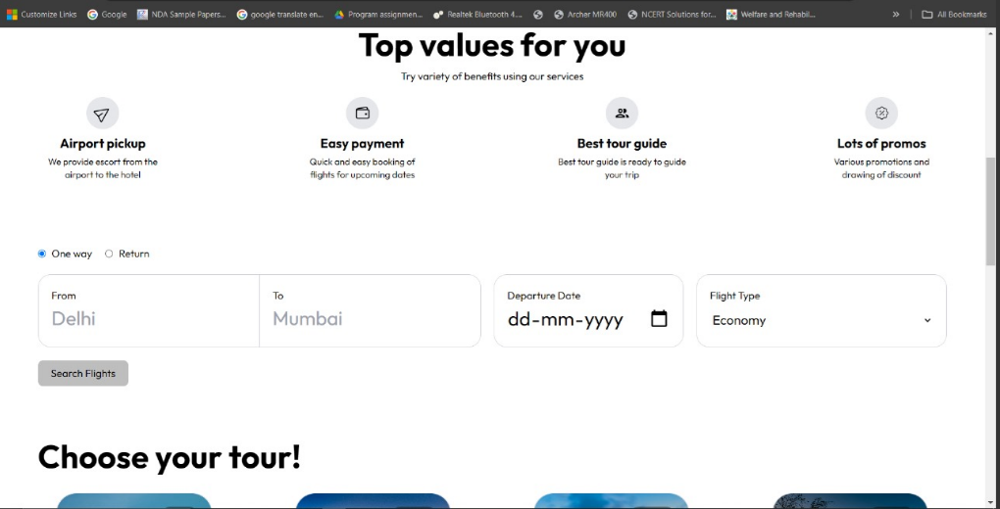 Customize Links Google NDA Sample Papers... google translate en... Program assignmen... Realtek Bluetooth 4.... Archer MR400 NCERT Solutions for... Welfare and Rehabil... » All Bookmarks
Top values for you
Try variety of benefits using our services
Airport pickup
We provide escort from the
airport to the hotel
Easy payment
Quick and easy booking of
flights for upcoming dates
Best tour guide
Best tour guide is ready to guide
your trip
Lots of promos
Various promotions and
drawing of discount
One way Return
From
Delhi
To
Mumbai
Departure Date
dd-mm-yyyy
Flight Type
Economy
Search Flights
Choose your tour!